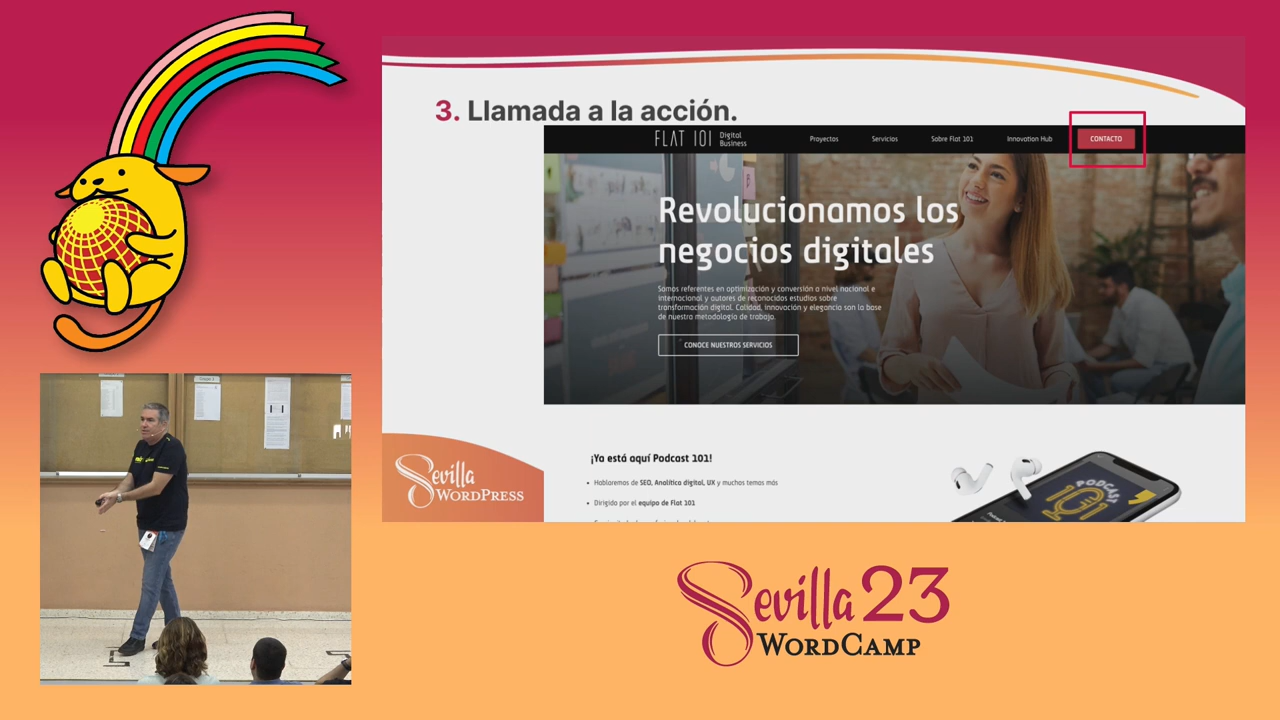 3. Llamada a la acción.
FLAT 101 Digital Business
Proyectos
Servicios
Sobre Flat 101
Innovation Hub
CONTACTO
Revolucionamos los
negocios digitales
Somos referentes en optimización y conversión a nivel nacional e
internacional y autores de reconocidos estudios sobre
transformación digital. Calidad, innovación y elegancia son la base
de nuestra metodología de trabajo.
CONOCE NUESTROS SERVICIOS
¡Ya está aquí Podcast 101!
• Hablaremos de SEO, Analítica digital, UX y muchos temas más
• Dirigido por el equipo de Flat 101
PODCAST
101
Sevilla
WORDPRESS
Sevilla 23
WORDCAMP